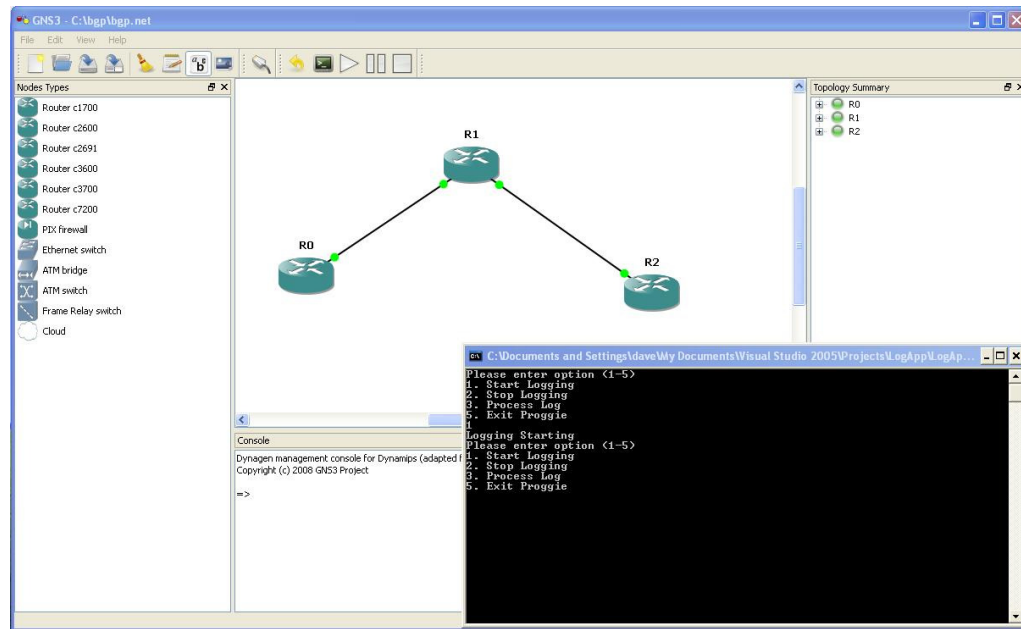 GNS3 - C:\bgp\bgp.net
File Edit View Help
a b c
Nodes Types
Router c1700
Router c2600
Router c2691
Router c3600
Router c3700
Router c7200
PIX firewall
Ethernet switch
ATM bridge
ATM switch
Frame Relay switch
Cloud
R1
R0
R2
Topology Summary
R0
R1
R2
Console
Dynagen management console for Dynamips (adapted f
Copyright (c) 2008 GNS3 Project
=>
C:\Documents and Settings\dave\My Documents\Visual Studio 2005\Projects\LogApp\LogAp...
Please enter option (1-5)
1. Start Logging
2. Stop Logging
3. Process Log
5. Exit Proggie
1
Logging Starting
Please enter option (1-5)
1. Start Logging
2. Stop Logging
3. Process Log
5. Exit Proggie